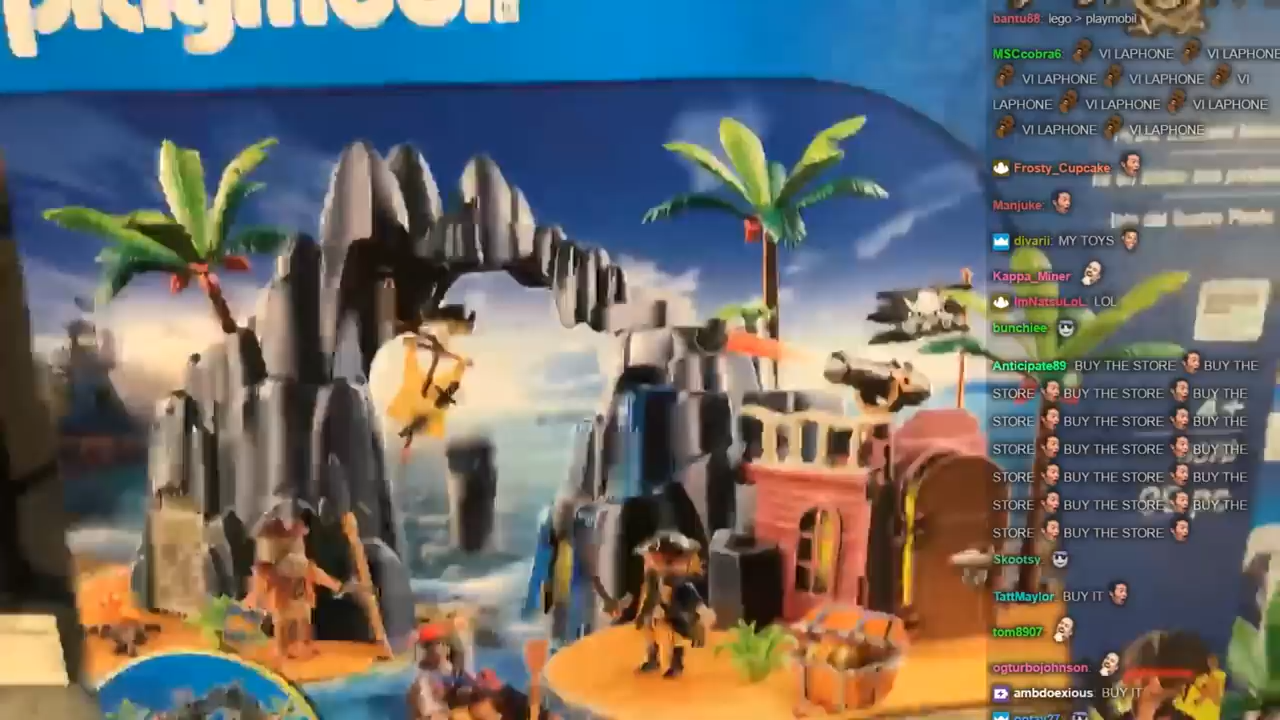 playmobil
bantu88: lego > playmobil
MSCcobra6: VI LAPHONE VI LAPHONE
VI LAPHONE VI LAPHONE VI
LAPHONE VI LAPHONE VI LAPHONE
VI LAPHONE VI LAPHONE
Frosty_Cupcake
Manjuke:
divarii: MY TOYS
Kappa_Miner
ImNatsuLoL: LOL
bunchiee
Anticipate89 BUY THE STORE BUY THE
STORE BUY THE STORE BUY THE
STORE BUY THE STORE BUY THE
STORE BUY THE STORE BUY THE
STORE BUY THE STORE BUY THE
STORE BUY THE STORE BUY THE
STORE BUY THE STORE
Skootsy:
TattMaylor: BUY IT
tom8907
ogturbojohnson:
ambdoexious: BUY IT